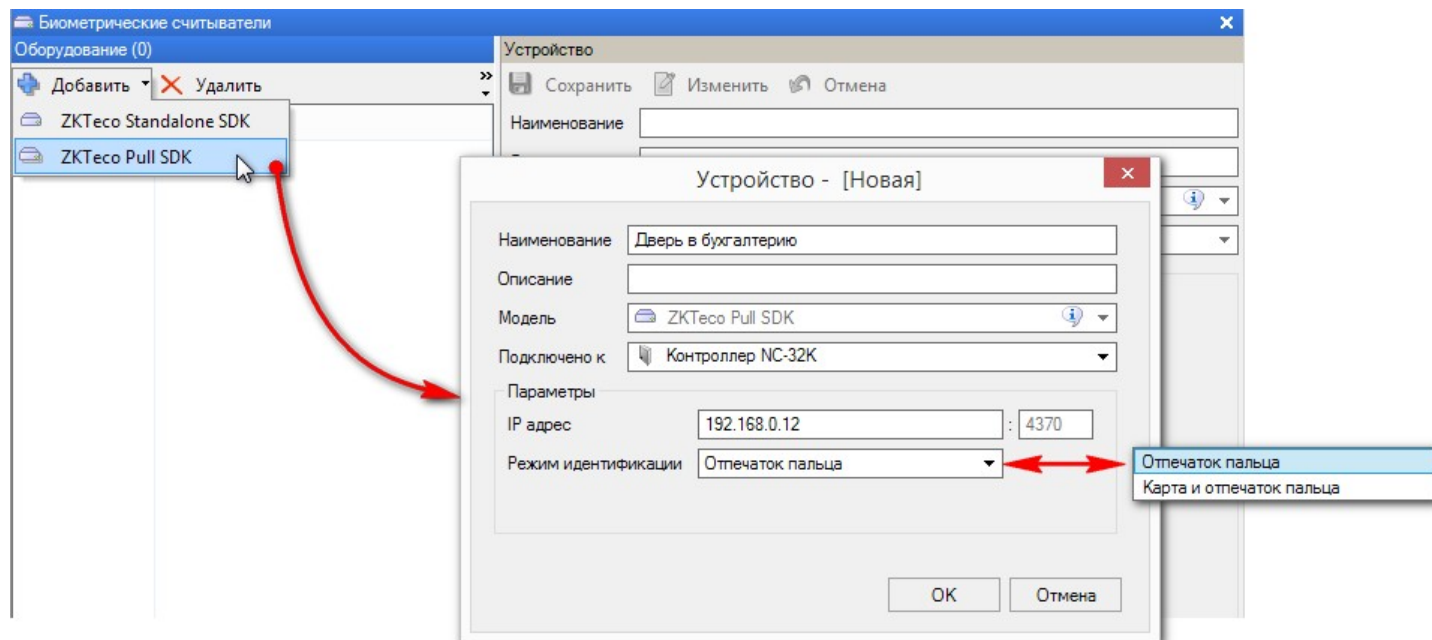 Биометрические считыватели
Оборудование (0)
Устройство
Добавить Удалить »
Сохранить Изменить Отмена
ZKTeco Standalone SDK
Наименование
ZKTeco Pull SDK
Устройство - [Новая]
Наименование Дверь в бухгалтерию
Описание
Модель ZKTeco Pull SDK
Подключено к Контроллер NC-32K
Параметры
IP адрес 192.168.0.12 : 4370
Режим идентификации Отпечаток пальца
Отпечаток пальца
Карта и отпечаток пальца
OK Отмена